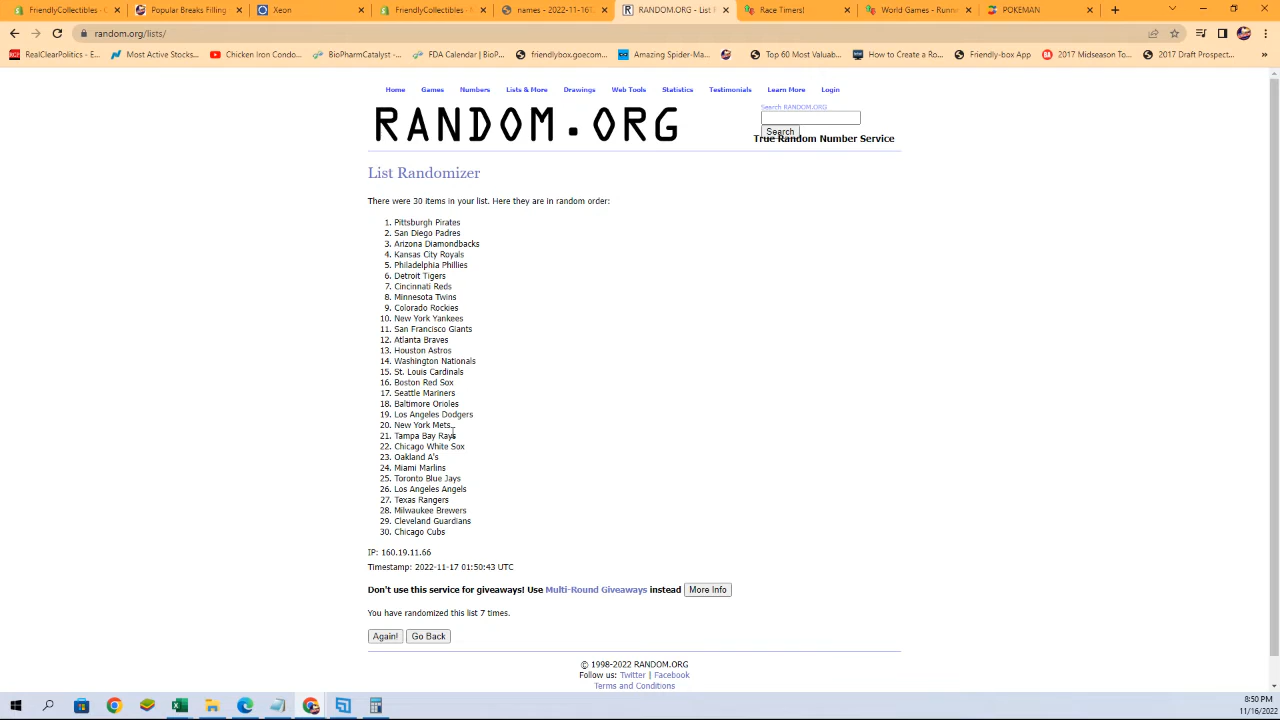 FriendlyCollectibles - C
Popular Breaks Filling
Xeon
FriendlyCollectibles - C
names - 2022-11-16T
RANDOM.ORG - List R
Race Timers!
World Games - Runn
POKEMAN
random.org/lists/
RealClearPolitics - E
Most Active Stocks...
Chicken Iron Condo...
BioPharmCatalyst -...
FDA Calendar | BioP...
friendlybox.goecom...
Amazing Spider-Ma...
Top 60 Most Valuab...
How to Create a Ro...
Friendly-box App
2017 Midseason To...
2017 Draft Prospect...
Home Games Numbers Lists & More Drawings Web Tools Statistics Testimonials Learn More Login
Search RANDOM.ORG
Search
RANDOM.ORG
True Random Number Service
List Randomizer
There were 30 items in your list. Here they are in random order:
1. Pittsburgh Pirates
2. San Diego Padres
3. Arizona Diamondbacks
4. Kansas City Royals
5. Philadelphia Phillies
6. Detroit Tigers
7. Cincinnati Reds
8. Minnesota Twins
9. Colorado Rockies
10. New York Yankees
11. San Francisco Giants
12. Atlanta Braves
13. Houston Astros
14. Washington Nationals
15. St. Louis Cardinals
16. Boston Red Sox
17. Seattle Mariners
18. Baltimore Orioles
19. Los Angeles Dodgers
20. New York Mets
21. Tampa Bay Rays
22. Chicago White Sox
23. Oakland A's
24. Miami Marlins
25. Toronto Blue Jays
26. Los Angeles Angels
27. Texas Rangers
28. Milwaukee Brewers
29. Cleveland Guardians
30. Chicago Cubs
IP: 160.19.11.66
Timestamp: 2022-11-17 01:50:43 UTC
Don't use this service for giveaways! Use Multi-Round Giveaways instead More Info
You have randomized this list 7 times.
Again! Go Back
© 1998-2022 RANDOM.ORG
Follow us: Twitter | Facebook
Terms and Conditions
8:50 PM
11/16/2022